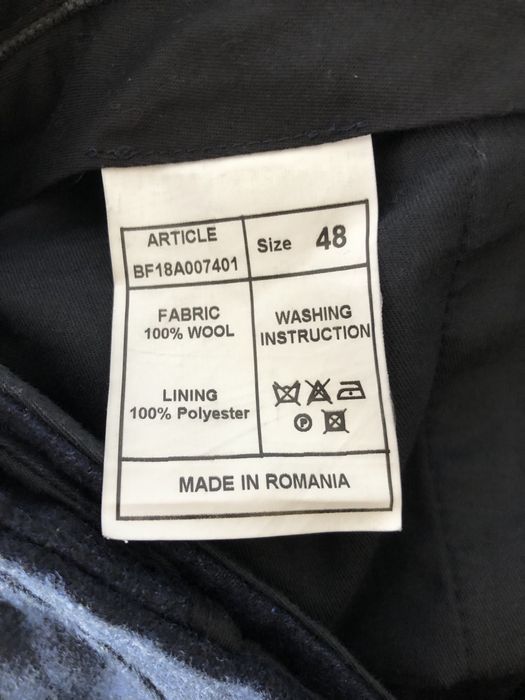 ARTICLE
BF18A007401
Size 48
FABRIC
100% WOOL
LINING
100% Polyester
WASHING
INSTRUCTION
P
MADE IN ROMANIA